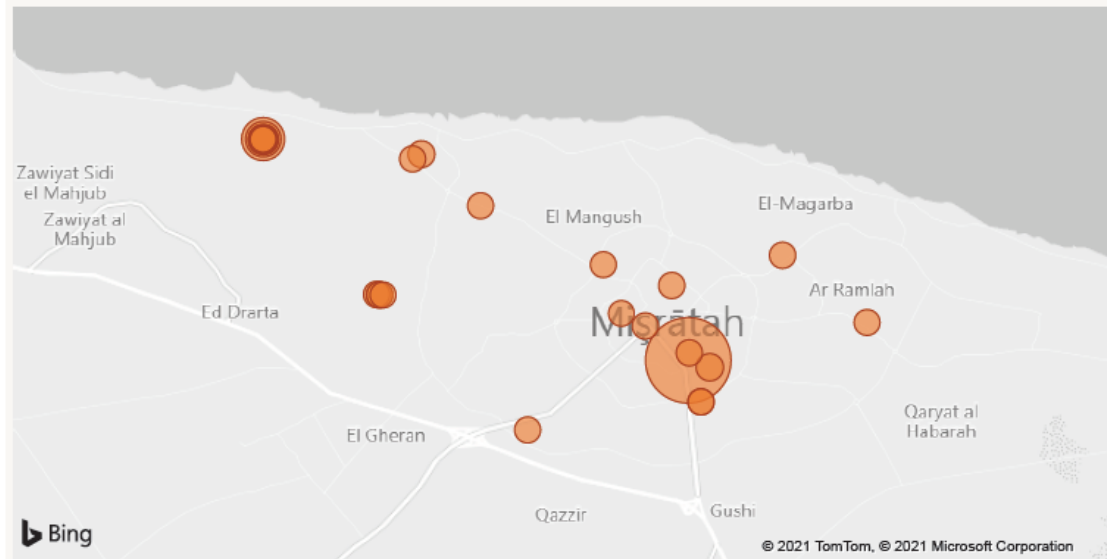 Zawiyat Sidi
el Mahjub
Zawiyat al
Mahjub
El Mangush
El-Magarba
Ed Drarta
Ar Ramlah
Mişrātah
El Gheran
Qaryat al
Habarah
Qazzir
Gushi
Bing
© 2021 TomTom, © 2021 Microsoft Corporation